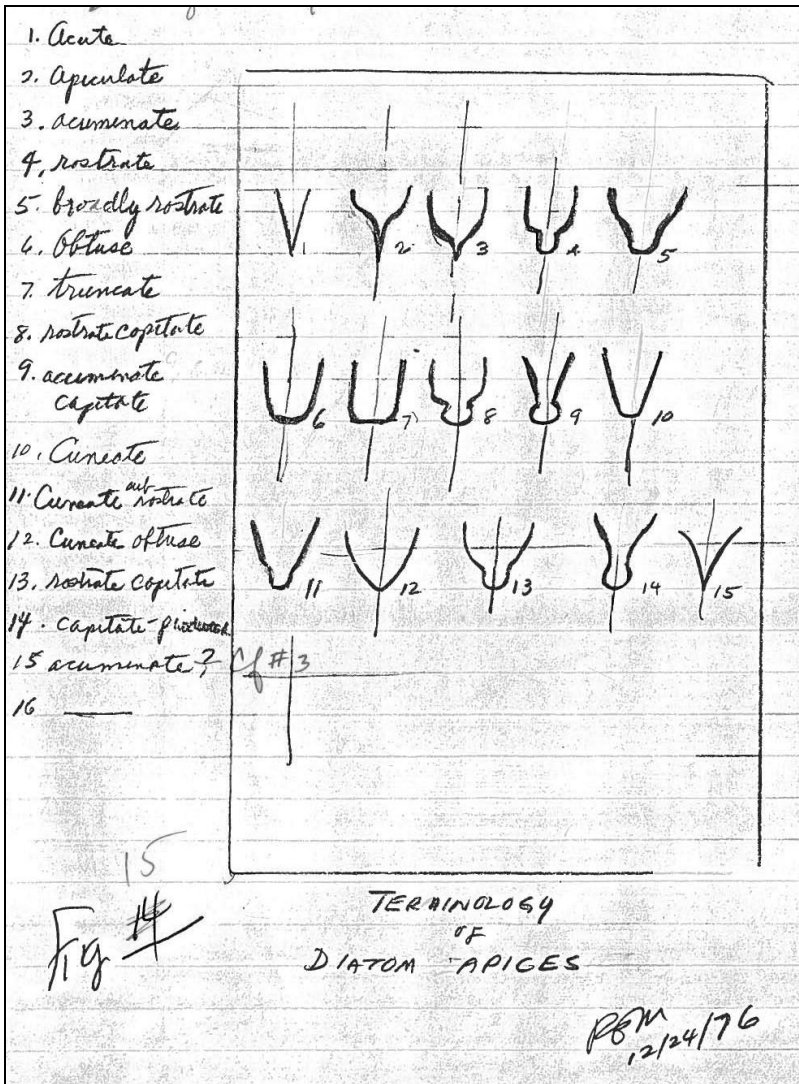 1. Acute
2. Apiculate
3. acuminate
4. rostrate
5. broadly rostrate
6. Obtuse
7. truncate
8. rostrate capitate
9. acuminate
capitate
10. Cuneate
11. Cuneate sub rostrate
12. Cuneate obtuse
13. rostrate capitate
14. capitate-
15 acuminate? Cf #3
16
1 2 3 4 5
6 7 8 9 10
11 12 13 14 15
15
Fig 14
TERMINOLOGY
OF
DIATOM APICES
12/24/76